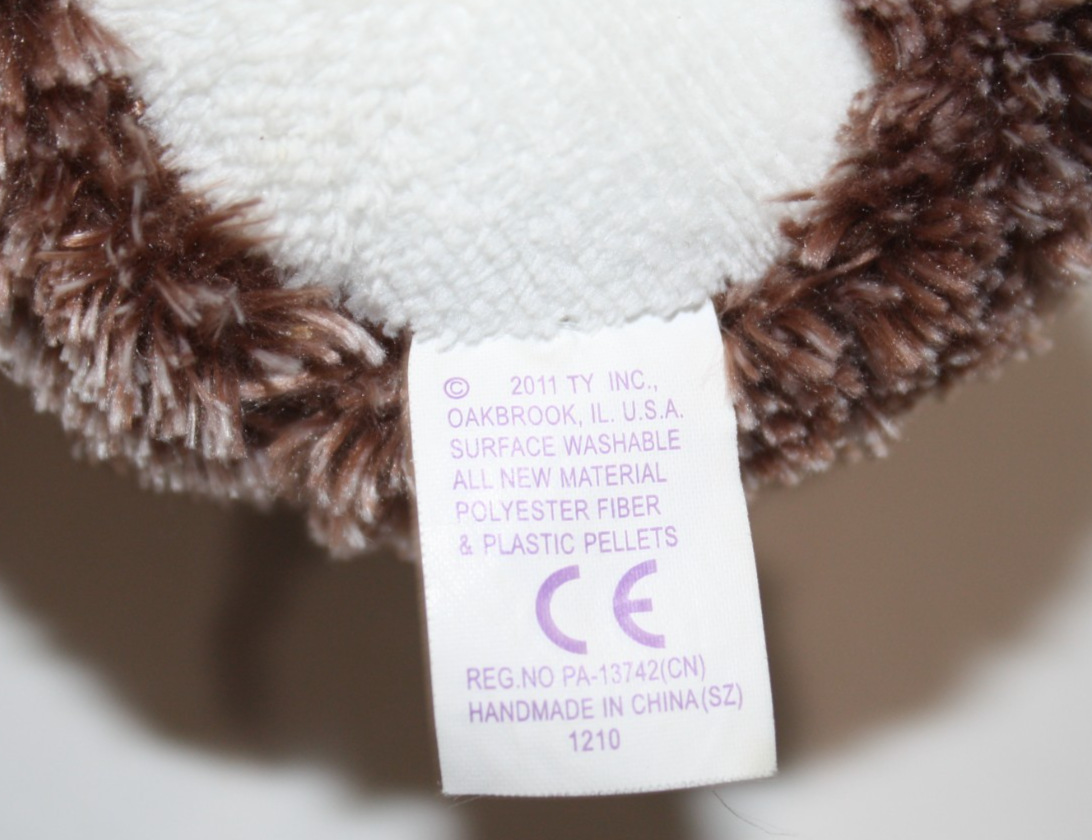 © 2011 TY INC.,
OAKBROOK, IL. U.S.A.
SURFACE WASHABLE
ALL NEW MATERIAL
POLYESTER FIBER
& PLASTIC PELLETS
CE
REG.NO PA-13742(CN)
HANDMADE IN CHINA(SZ)
1210